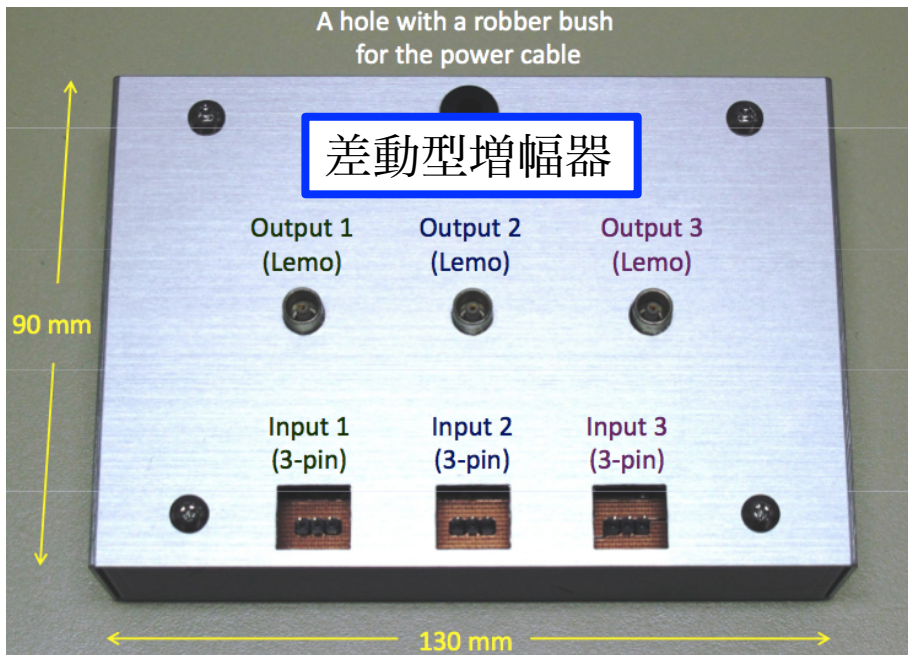 A hole with a robber bush
for the power cable
差動型増幅器
Output 1
(Lemo)
Output 2
(Lemo)
Output 3
(Lemo)
90 mm
Input 1
(3-pin)
Input 2
(3-pin)
Input 3
(3-pin)
130 mm